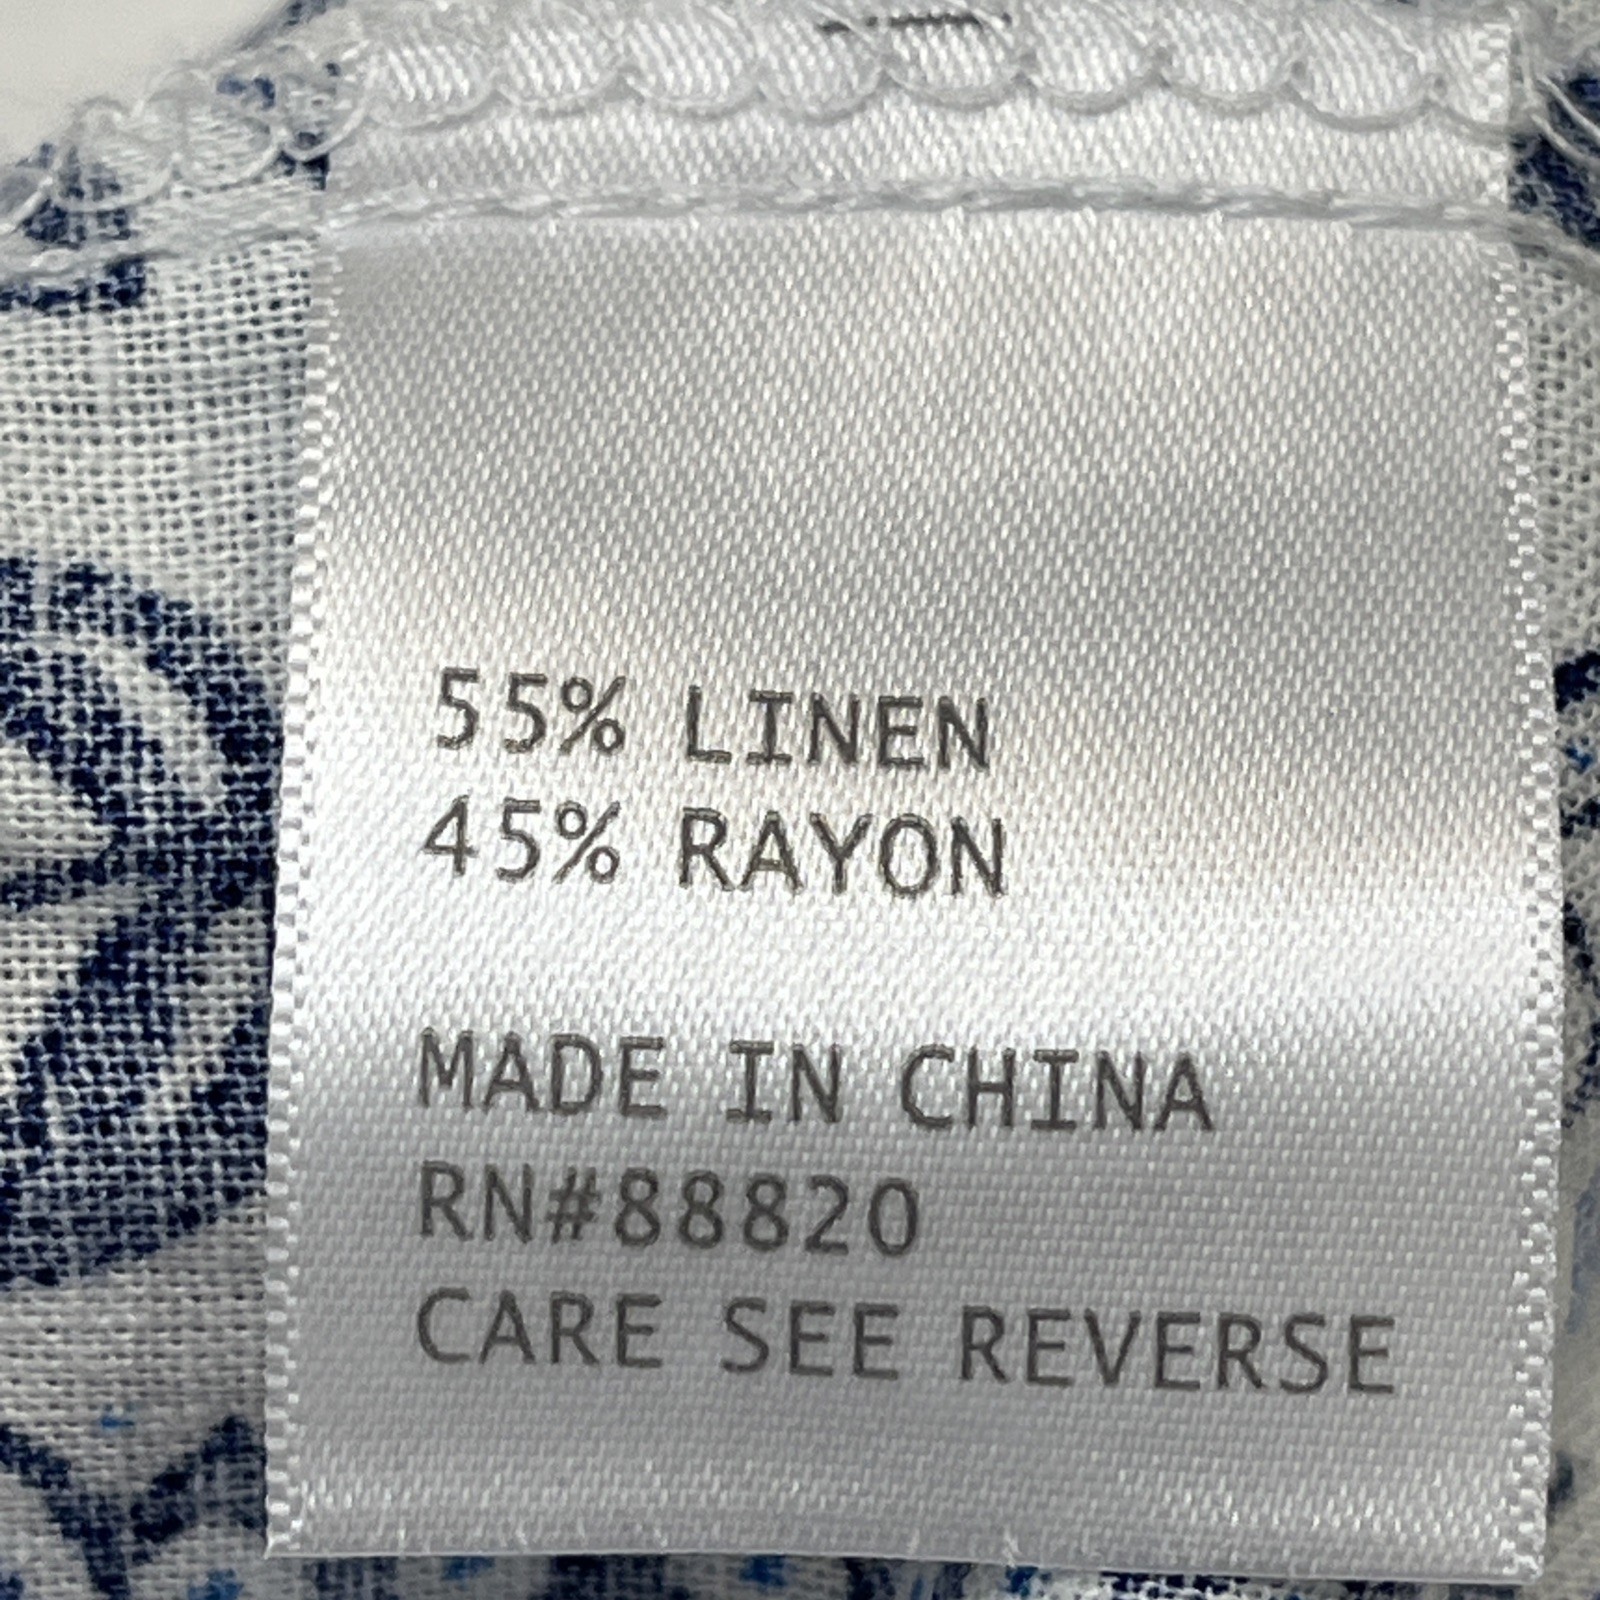 55% LINEN
45% RAYON
MADE IN CHINA
RN#88820
CARE SEE REVERSE